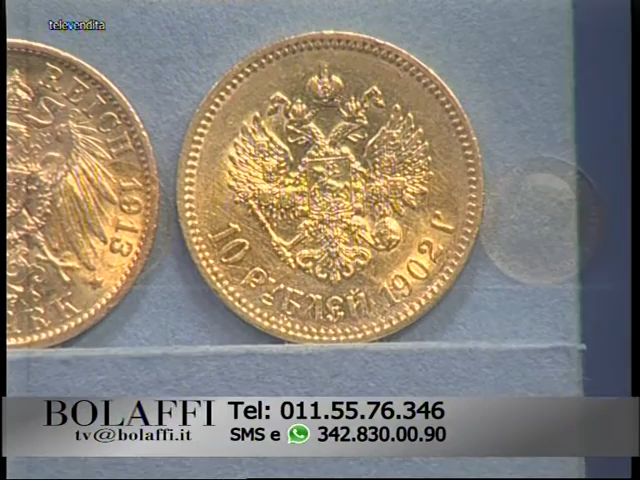 televendita
REICH 1913
10 РУБЛЕЙ 1902 Г
BOLAFFI
tv@bolaffi.it
Tel: 011.55.76.346
SMS e 342.830.00.90